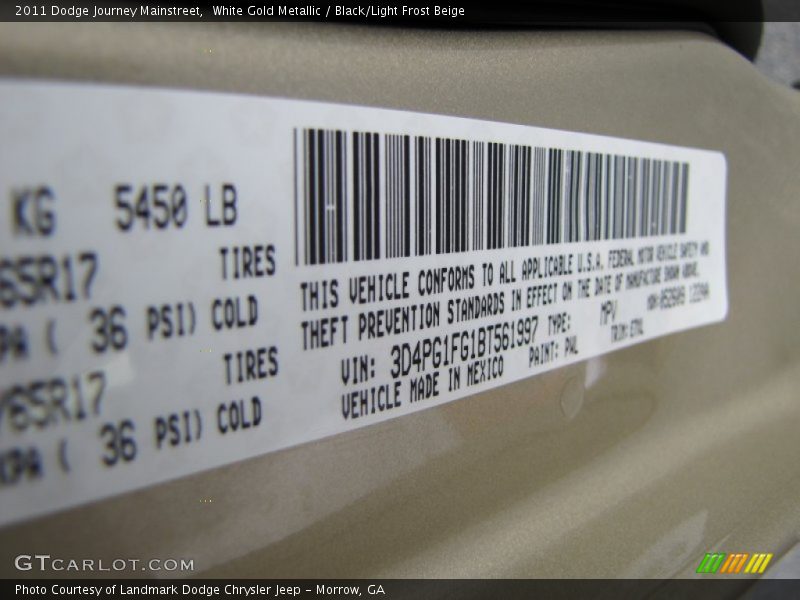 2011 Dodge Journey Mainstreet, White Gold Metallic / Black/Light Frost Beige
KG 5450 LB
65R17 TIRES
KPA ( 36 PSI) COLD
/65R17 TIRES
KPA ( 36 PSI) COLD
THIS VEHICLE CONFORMS TO ALL APPLICABLE U.S.A. FEDERAL MOTOR VEHICLE SAFETY AND
THEFT PREVENTION STANDARDS IN EFFECT ON THE DATE OF MANUFACTURE SHOWN ABOVE.
VIN: 3D4PG1FG1BT561997 TYPE: MPV
VEHICLE MADE IN MEXICO PAINT: PWL TRIM:
GTCARLOT.COM
Photo Courtesy of Landmark Dodge Chrysler Jeep – Morrow, GA